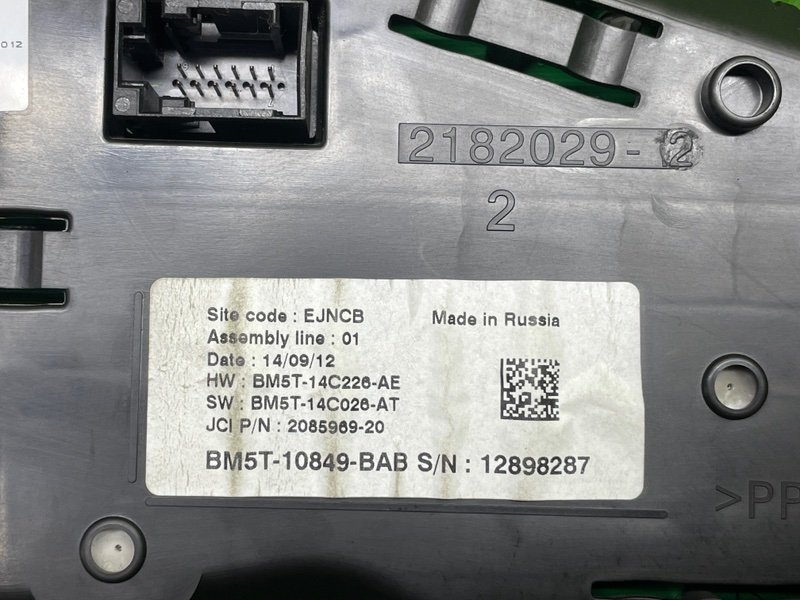 012
2182029-2
2
Site code : EJNCB
Made in Russia
Assembly line : 01
Date : 14/09/12
HW : BM5T-14C226-AE
SW : BM5T-14C026-AT
JCI P/N : 2085969-20
BM5T-10849-BAB S/N : 12898287
>PP